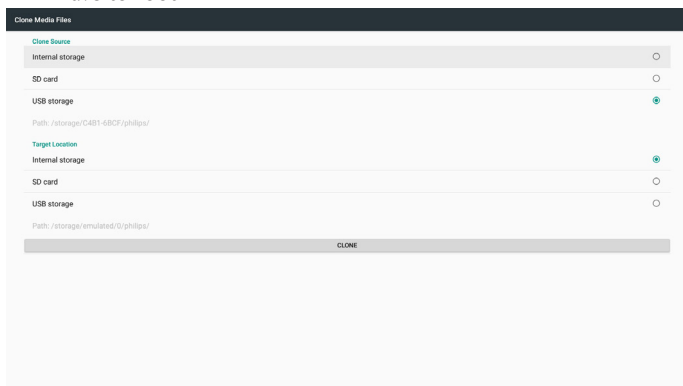 Clone Media Files
Clone Source
Internal storage
SD card
USB storage
Path: /storage/C4B1-6BCF/philips/
Target Location
Internal storage
SD card
USB storage
Path: /storage/emulated/0/philips/
CLONE